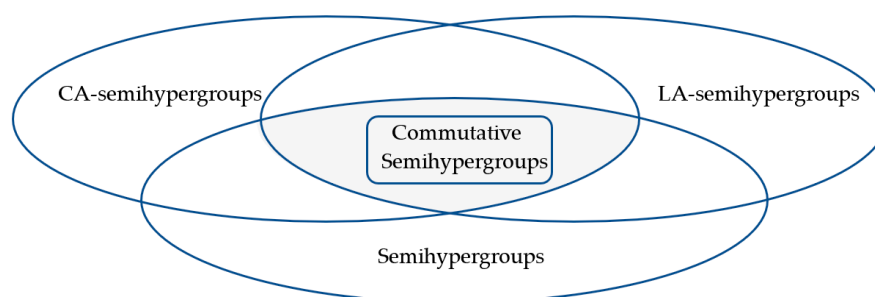 CA-semihypergroups
LA-semihypergroups
Commutative
Semihypergroups
Semihypergroups